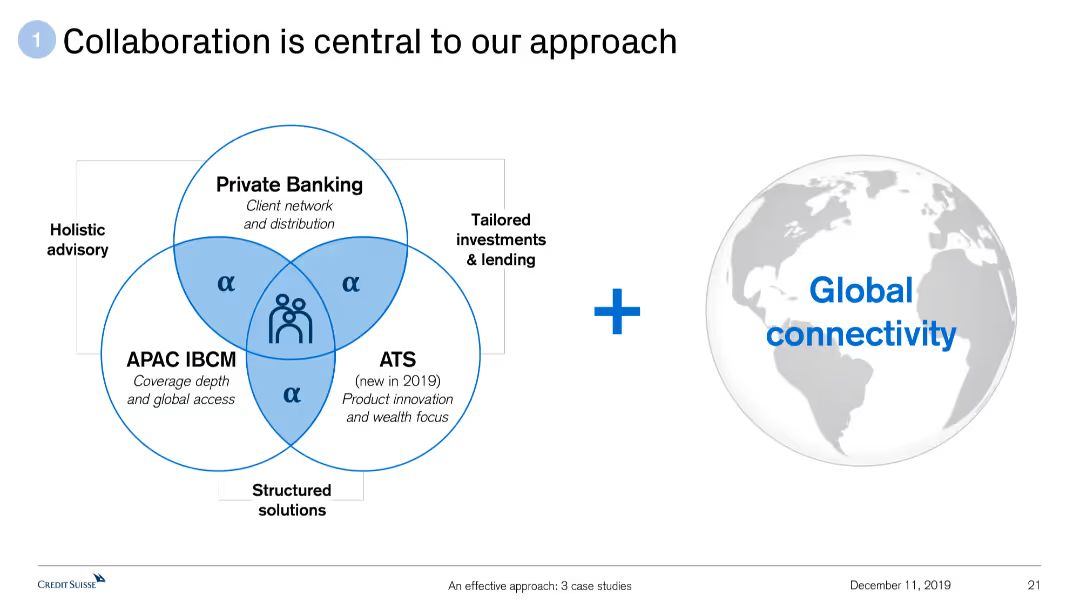 1
Collaboration is central to our approach
Private Banking
Client network
and distribution
Holistic
advisory
Tailored
investments
& lending
α
α
APAC IBCM
Coverage depth
and global access
ATS
(new in 2019)
Product innovation
and wealth focus
α
Structured
solutions
+
Global
connectivity
CREDIT SUISSE
An effective approach: 3 case studies
December 11, 2019
21